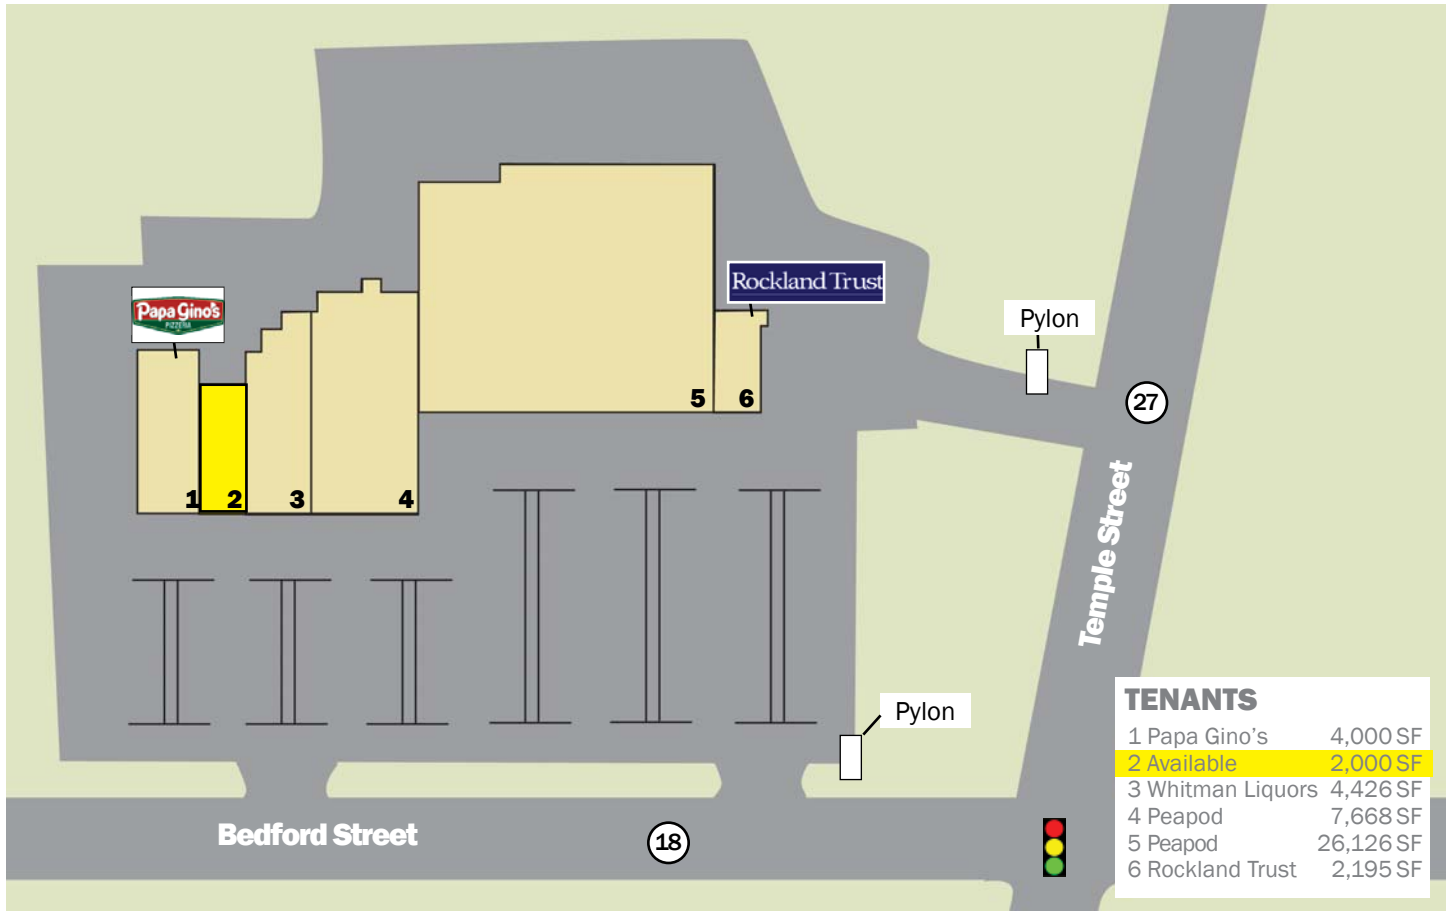 Rockland Trust
Papa Gino's
PIZZERIA
Pylon
27
5
6
1
2
3
4
Temple Street
Pylon
Bedford Street
18
TENANTS
1 Papa Gino’s 4,000 SF
2 Available 2,000 SF
3 Whitman Liquors 4,426 SF
4 Peapod 7,668 SF
5 Peapod 26,126 SF
6 Rockland Trust 2,195 SF